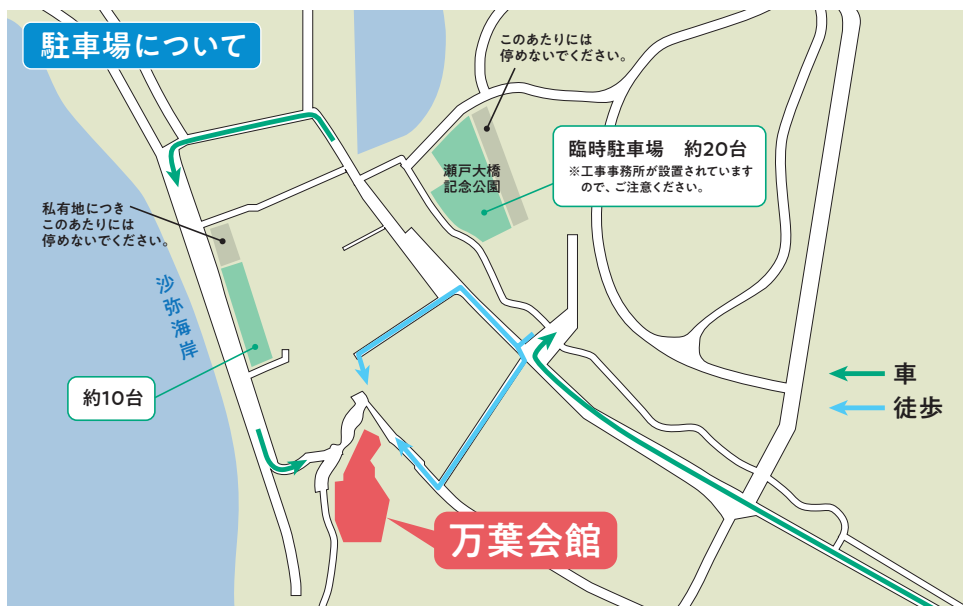 駐車場について
このあたりには
停めないでください。
臨時駐車場　約20台
※工事事務所が設置されています
ので、ご注意ください。
瀬戸大橋
記念公園
私有地につき
このあたりには
停めないでください。
沙弥海岸
約10台
車
徒歩
万葉会館